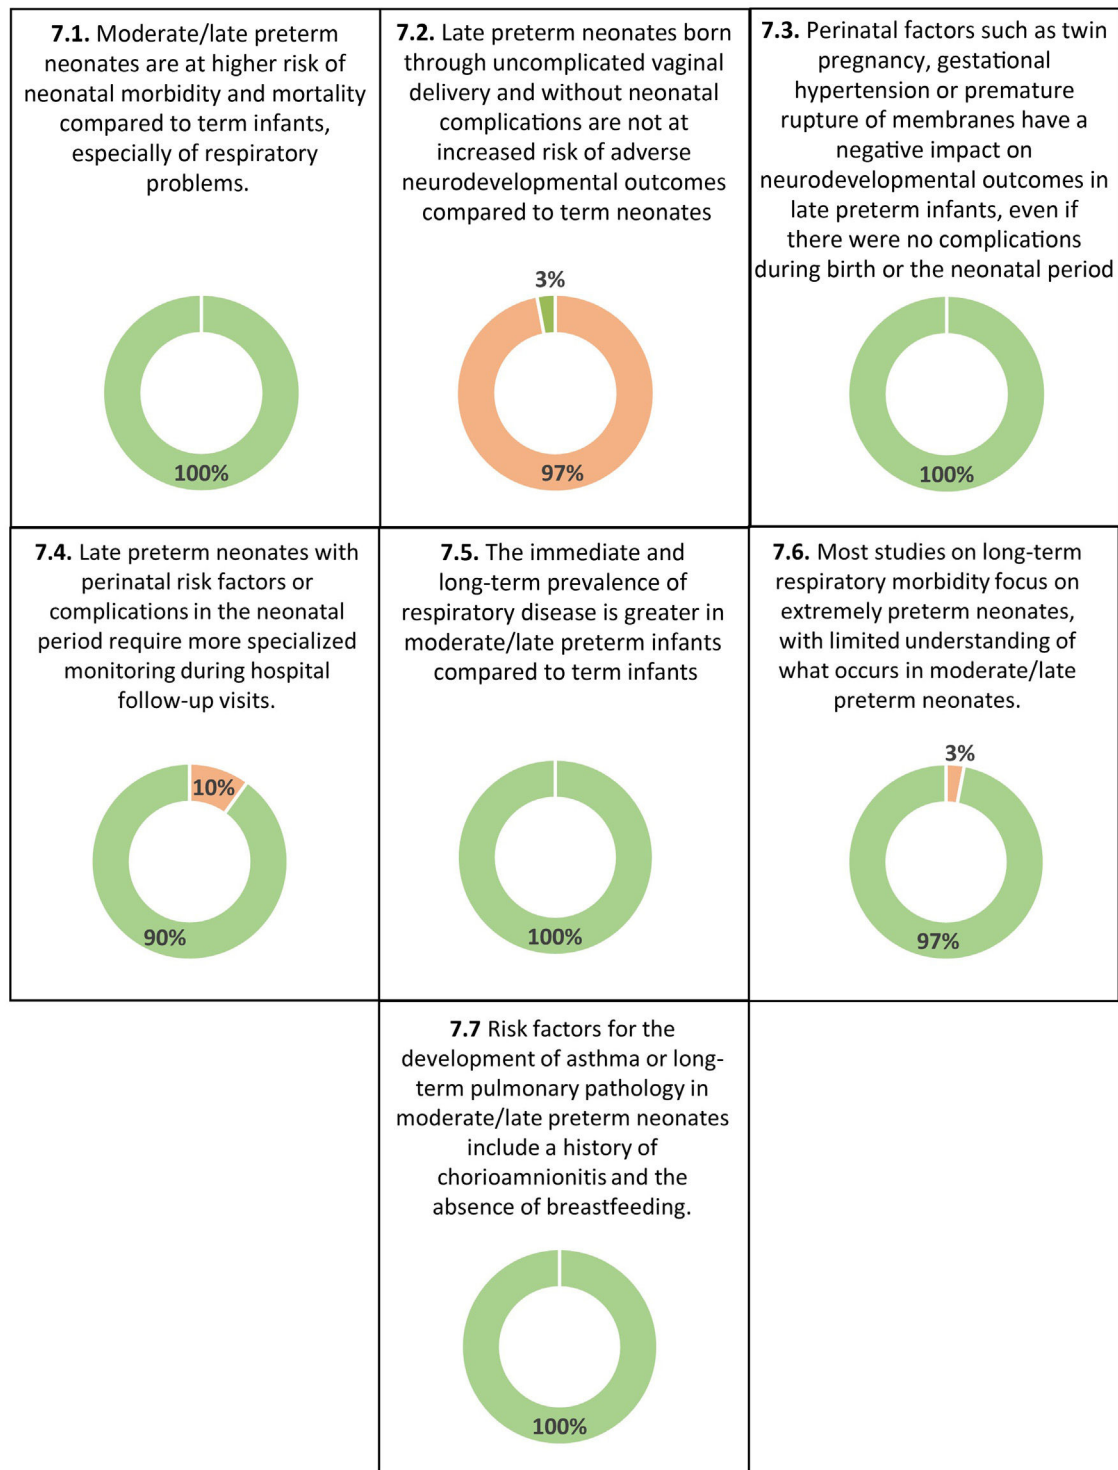 7.1. Moderate/late preterm
neonates are at higher risk of
neonatal morbidity and mortality
compared to term infants,
especially of respiratory
problems.
100%
7.2. Late preterm neonates born
through uncomplicated vaginal
delivery and without neonatal
complications are not at
increased risk of adverse
neurodevelopmental outcomes
compared to term neonates
3%
97%
7.3. Perinatal factors such as twin
pregnancy, gestational
hypertension or premature
rupture of membranes have a
negative impact on
neurodevelopmental outcomes in
late preterm infants, even if
there were no complications
during birth or the neonatal period
100%
7.4. Late preterm neonates with
perinatal risk factors or
complications in the neonatal
period require more specialized
monitoring during hospital
follow-up visits.
10%
90%
7.5. The immediate and
long-term prevalence of
respiratory disease is greater in
moderate/late preterm infants
compared to term infants
100%
7.6. Most studies on long-term
respiratory morbidity focus on
extremely preterm neonates,
with limited understanding of
what occurs in moderate/late
preterm neonates.
3%
97%
7.7 Risk factors for the
development of asthma or long-
term pulmonary pathology in
moderate/late preterm neonates
include a history of
chorioamnionitis and the
absence of breastfeeding.
100%